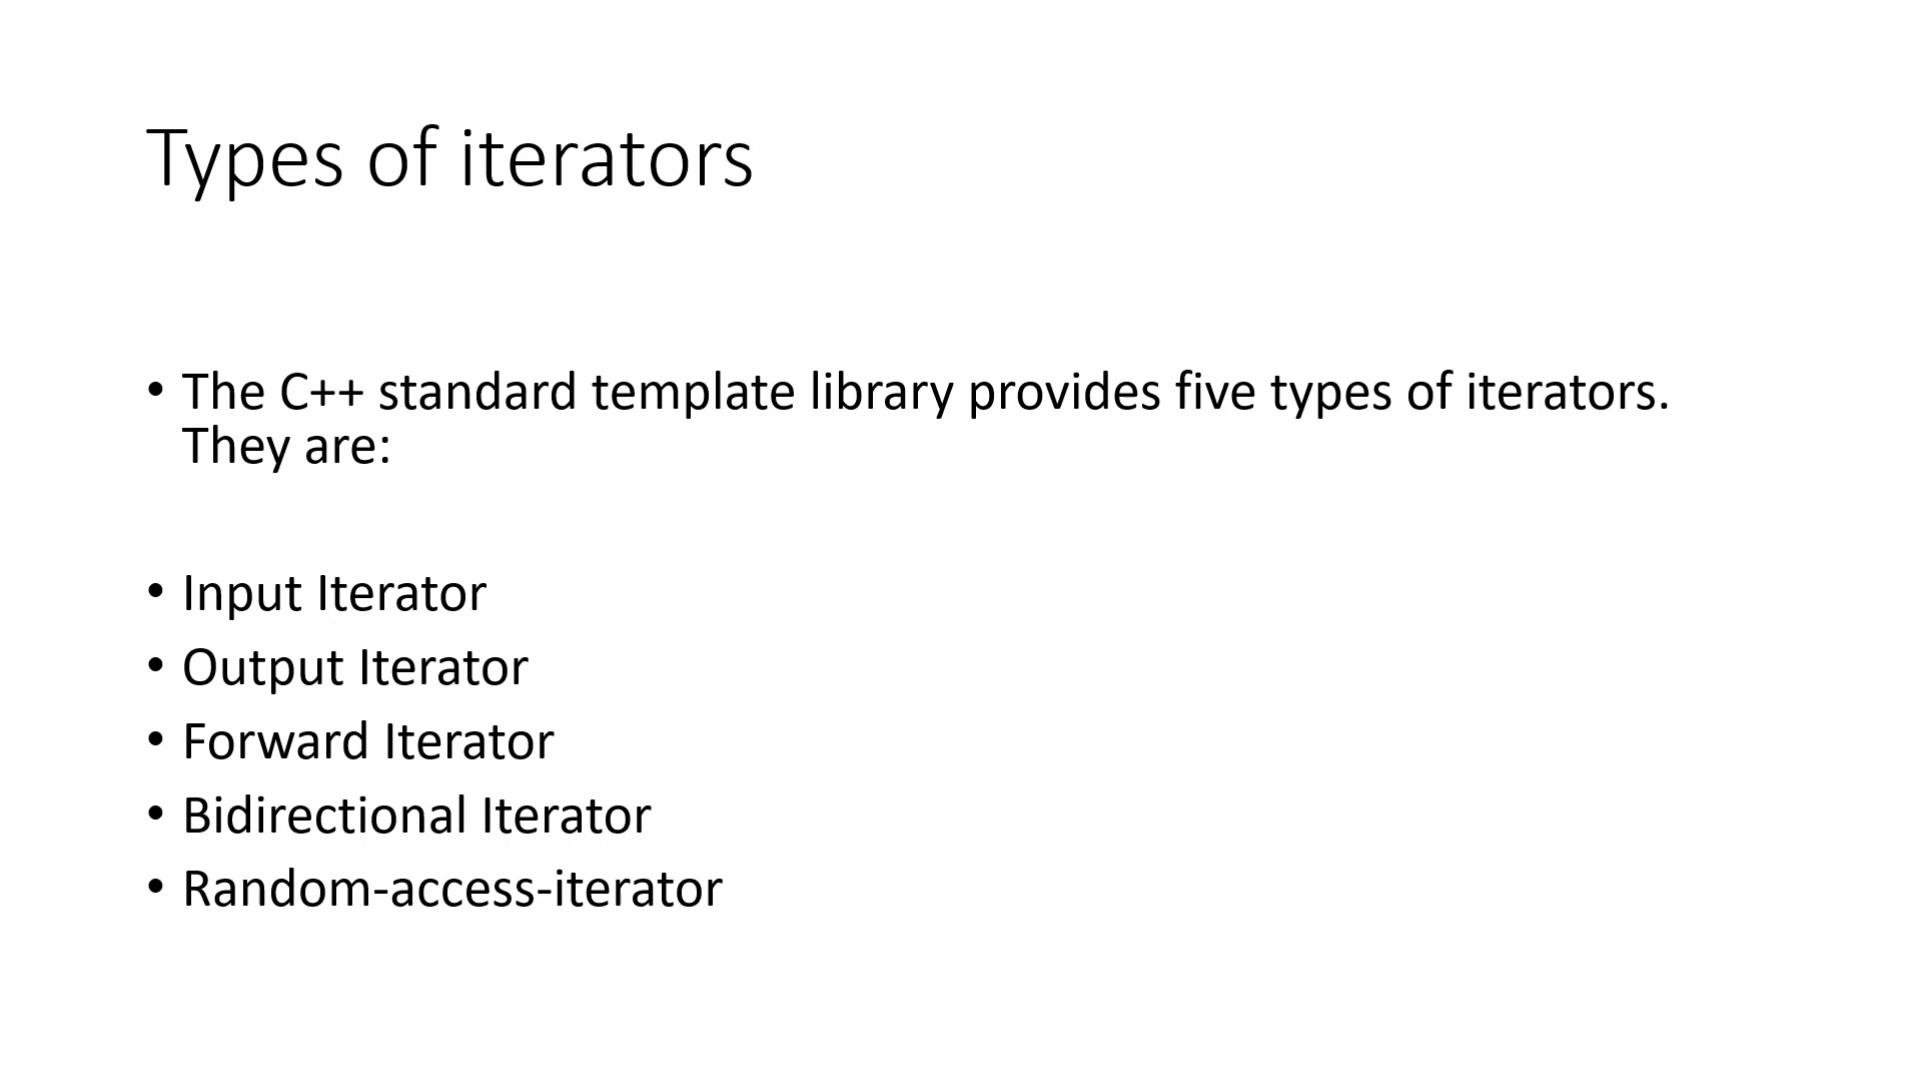 Types of iterators
• The C++ standard template library provides five types of iterators.
They are:
• Input Iterator
• Output Iterator
• Forward Iterator
• Bidirectional Iterator
• Random-access-iterator